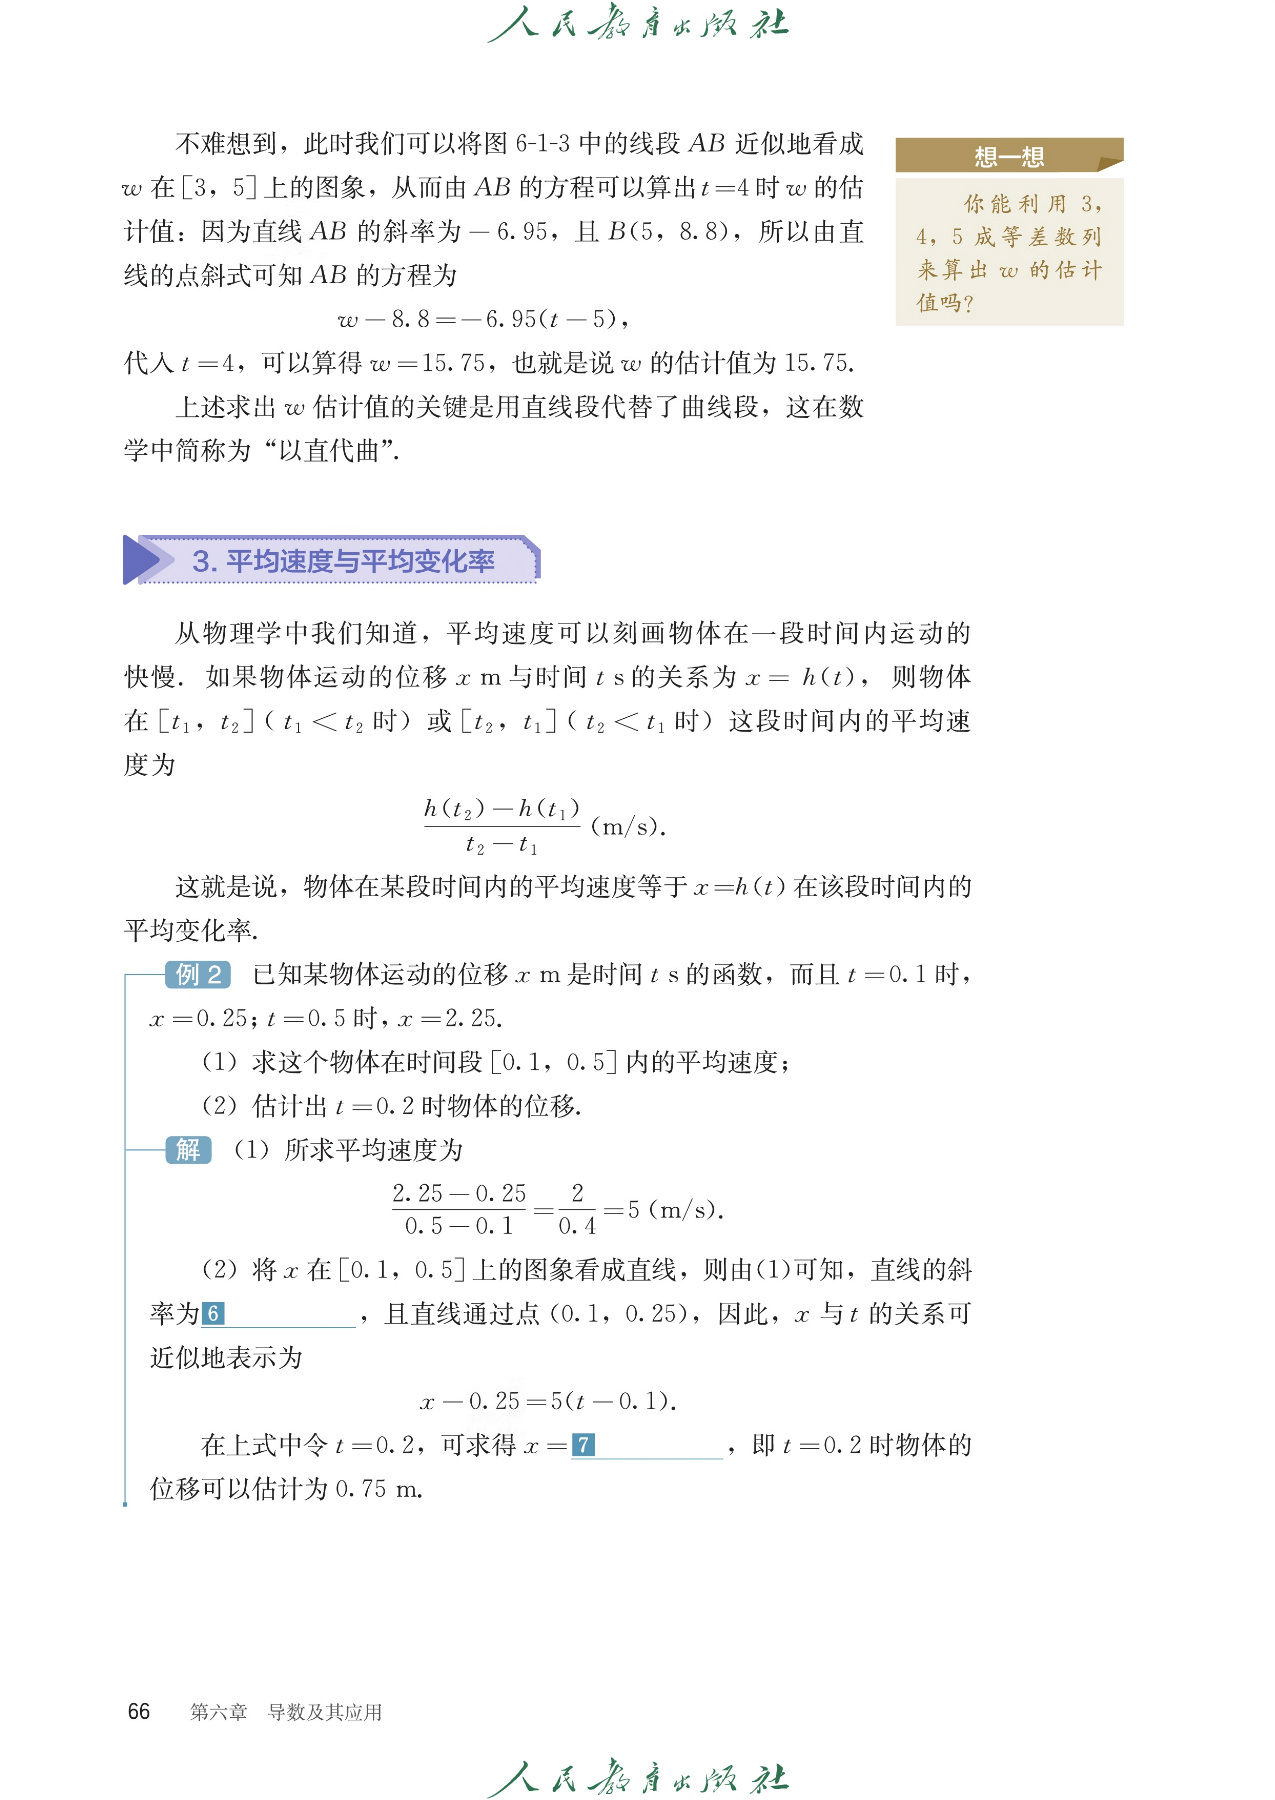 人民教育出版社
不难想到，此时我们可以将图 6-1-3 中的线段 AB 近似地看成
w 在[3，5]上的图象，从而由 AB 的方程可以算出 t=4 时 w 的估
计值：因为直线 AB 的斜率为－6.95，且 B(5，8.8)，所以由直
线的点斜式可知 AB 的方程为
w－8.8＝－6.95(t－5)，
代入 t＝4，可以算得 w＝15.75，也就是说 w 的估计值为 15.75.
上述求出 w 估计值的关键是用直线段代替了曲线段，这在数
学中简称为“以直代曲”.
想一想
你能利用 3，
4，5 成等差数列
来算出 w 的估计
值吗？
3. 平均速度与平均变化率
从物理学中我们知道，平均速度可以刻画物体在一段时间内运动的
快慢. 如果物体运动的位移 x m 与时间 t s 的关系为 x＝h(t)，则物体
在[t₁，t₂]（t₁＜t₂ 时）或[t₂，t₁]（t₂＜t₁ 时）这段时间内的平均速
度为
h(t₂)－h(t₁)
(m/s).
t₂－t₁
这就是说，物体在某段时间内的平均速度等于 x=h(t) 在该段时间内的
平均变化率.
例 2 已知某物体运动的位移 x m 是时间 t s 的函数，而且 t＝0.1 时，
x＝0.25；t＝0.5 时，x＝2.25.
（1）求这个物体在时间段[0.1，0.5]内的平均速度；
（2）估计出 t＝0.2 时物体的位移.
解 （1）所求平均速度为
2.25－0.25 2
＝ ＝5 (m/s).
0.5－0.1 0.4
（2）将 x 在[0.1，0.5]上的图象看成直线，则由(1)可知，直线的斜
率为 6 ，且直线通过点 (0.1，0.25)，因此，x 与 t 的关系可
近似地表示为
x－0.25＝5(t－0.1).
在上式中令 t＝0.2，可求得 x＝ 7 ，即 t＝0.2 时物体的
位移可以估计为 0.75 m.
66 第六章 导数及其应用
人民教育出版社